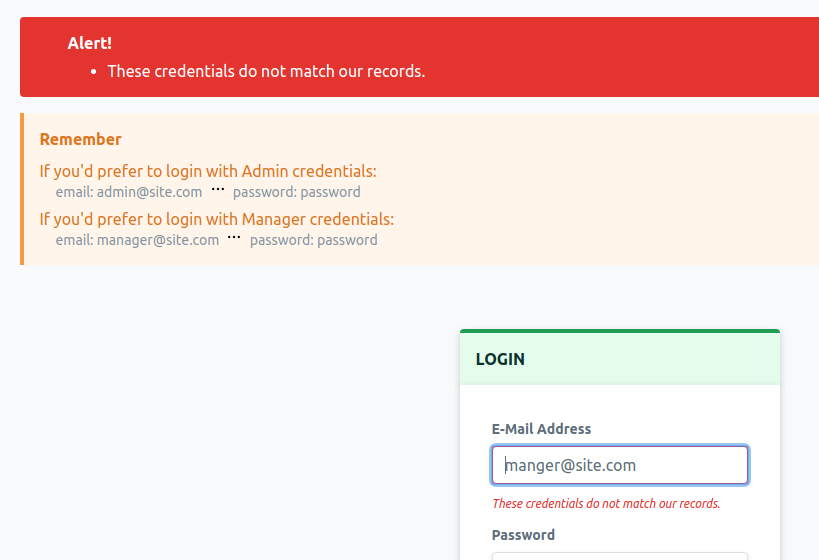 Alert!
• These credentials do not match our records.
Remember
If you'd prefer to login with Admin credentials:
email: admin@site.com ••• password: password
If you'd prefer to login with Manager credentials:
email: manager@site.com ••• password: password
LOGIN
E-Mail Address
manger@site.com
These credentials do not match our records.
Password